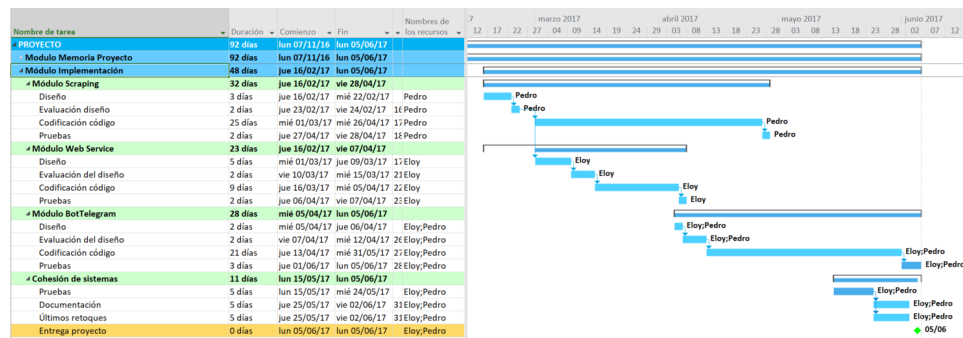 Nombre de tarea Duración Comienzo Fin Nombres de los recursos
.7 marzo 2017 abril 2017 mayo 2017 junio 2017
12 17 22 27 04 09 14 19 24 29 03 08 13 18 23 28 03 08 13 18 23 28 02 07 12
PROYECTO 92 días lun 07/11/16 lun 05/06/17
Modulo Memoria Proyecto 92 días lun 07/11/16 lun 05/06/17
Módulo Implementación 48 días jue 16/02/17 lun 05/06/17
Módulo Scraping 32 días jue 16/02/17 vie 28/04/17
Diseño 3 días jue 16/02/17 mié 22/02/17 Pedro Pedro
Evaluación diseño 2 días jue 23/02/17 vie 24/02/17 16 Pedro Pedro
Codificación código 25 días mié 01/03/17 mié 26/04/17 17 Pedro Pedro
Pruebas 2 días jue 27/04/17 vie 28/04/17 18 Pedro Pedro
Módulo Web Service 23 días jue 16/02/17 vie 07/04/17
Diseño 5 días mié 01/03/17 jue 09/03/17 17 Eloy Eloy
Evaluación del diseño 2 días vie 10/03/17 mié 15/03/17 21 Eloy Eloy
Codificación código 9 días jue 16/03/17 mié 05/04/17 22 Eloy Eloy
Pruebas 2 días jue 06/04/17 vie 07/04/17 23 Eloy Eloy
Módulo BotTelegram 28 días mié 05/04/17 lun 05/06/17
Diseño 2 días mié 05/04/17 jue 06/04/17 Eloy;Pedro Eloy;Pedro
Evaluación del diseño 2 días vie 07/04/17 mié 12/04/17 26 Eloy;Pedro Eloy;Pedro
Codificación código 21 días jue 13/04/17 mié 31/05/17 27 Eloy;Pedro Eloy;Pedro
Pruebas 3 días jue 01/06/17 lun 05/06/17 28 Eloy;Pedro Eloy;Pedro
Cohesión de sistemas 11 días lun 15/05/17 lun 05/06/17
Pruebas 5 días lun 15/05/17 mié 24/05/17 Eloy;Pedro Eloy;Pedro
Documentación 5 días jue 25/05/17 vie 02/06/17 31 Eloy;Pedro Eloy;Pedro
Últimos retoques 5 días jue 25/05/17 vie 02/06/17 31 Eloy;Pedro Eloy;Pedro
Entrega proyecto 0 días lun 05/06/17 lun 05/06/17 Eloy;Pedro 05/06